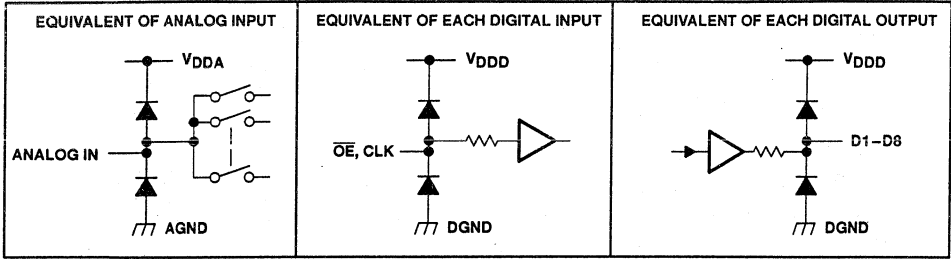 EQUIVALENT OF ANALOG INPUT
VDDA
ANALOG IN
AGND
EQUIVALENT OF EACH DIGITAL INPUT
VDDD
O̅E̅, CLK
DGND
EQUIVALENT OF EACH DIGITAL OUTPUT
VDDD
D1–D8
DGND